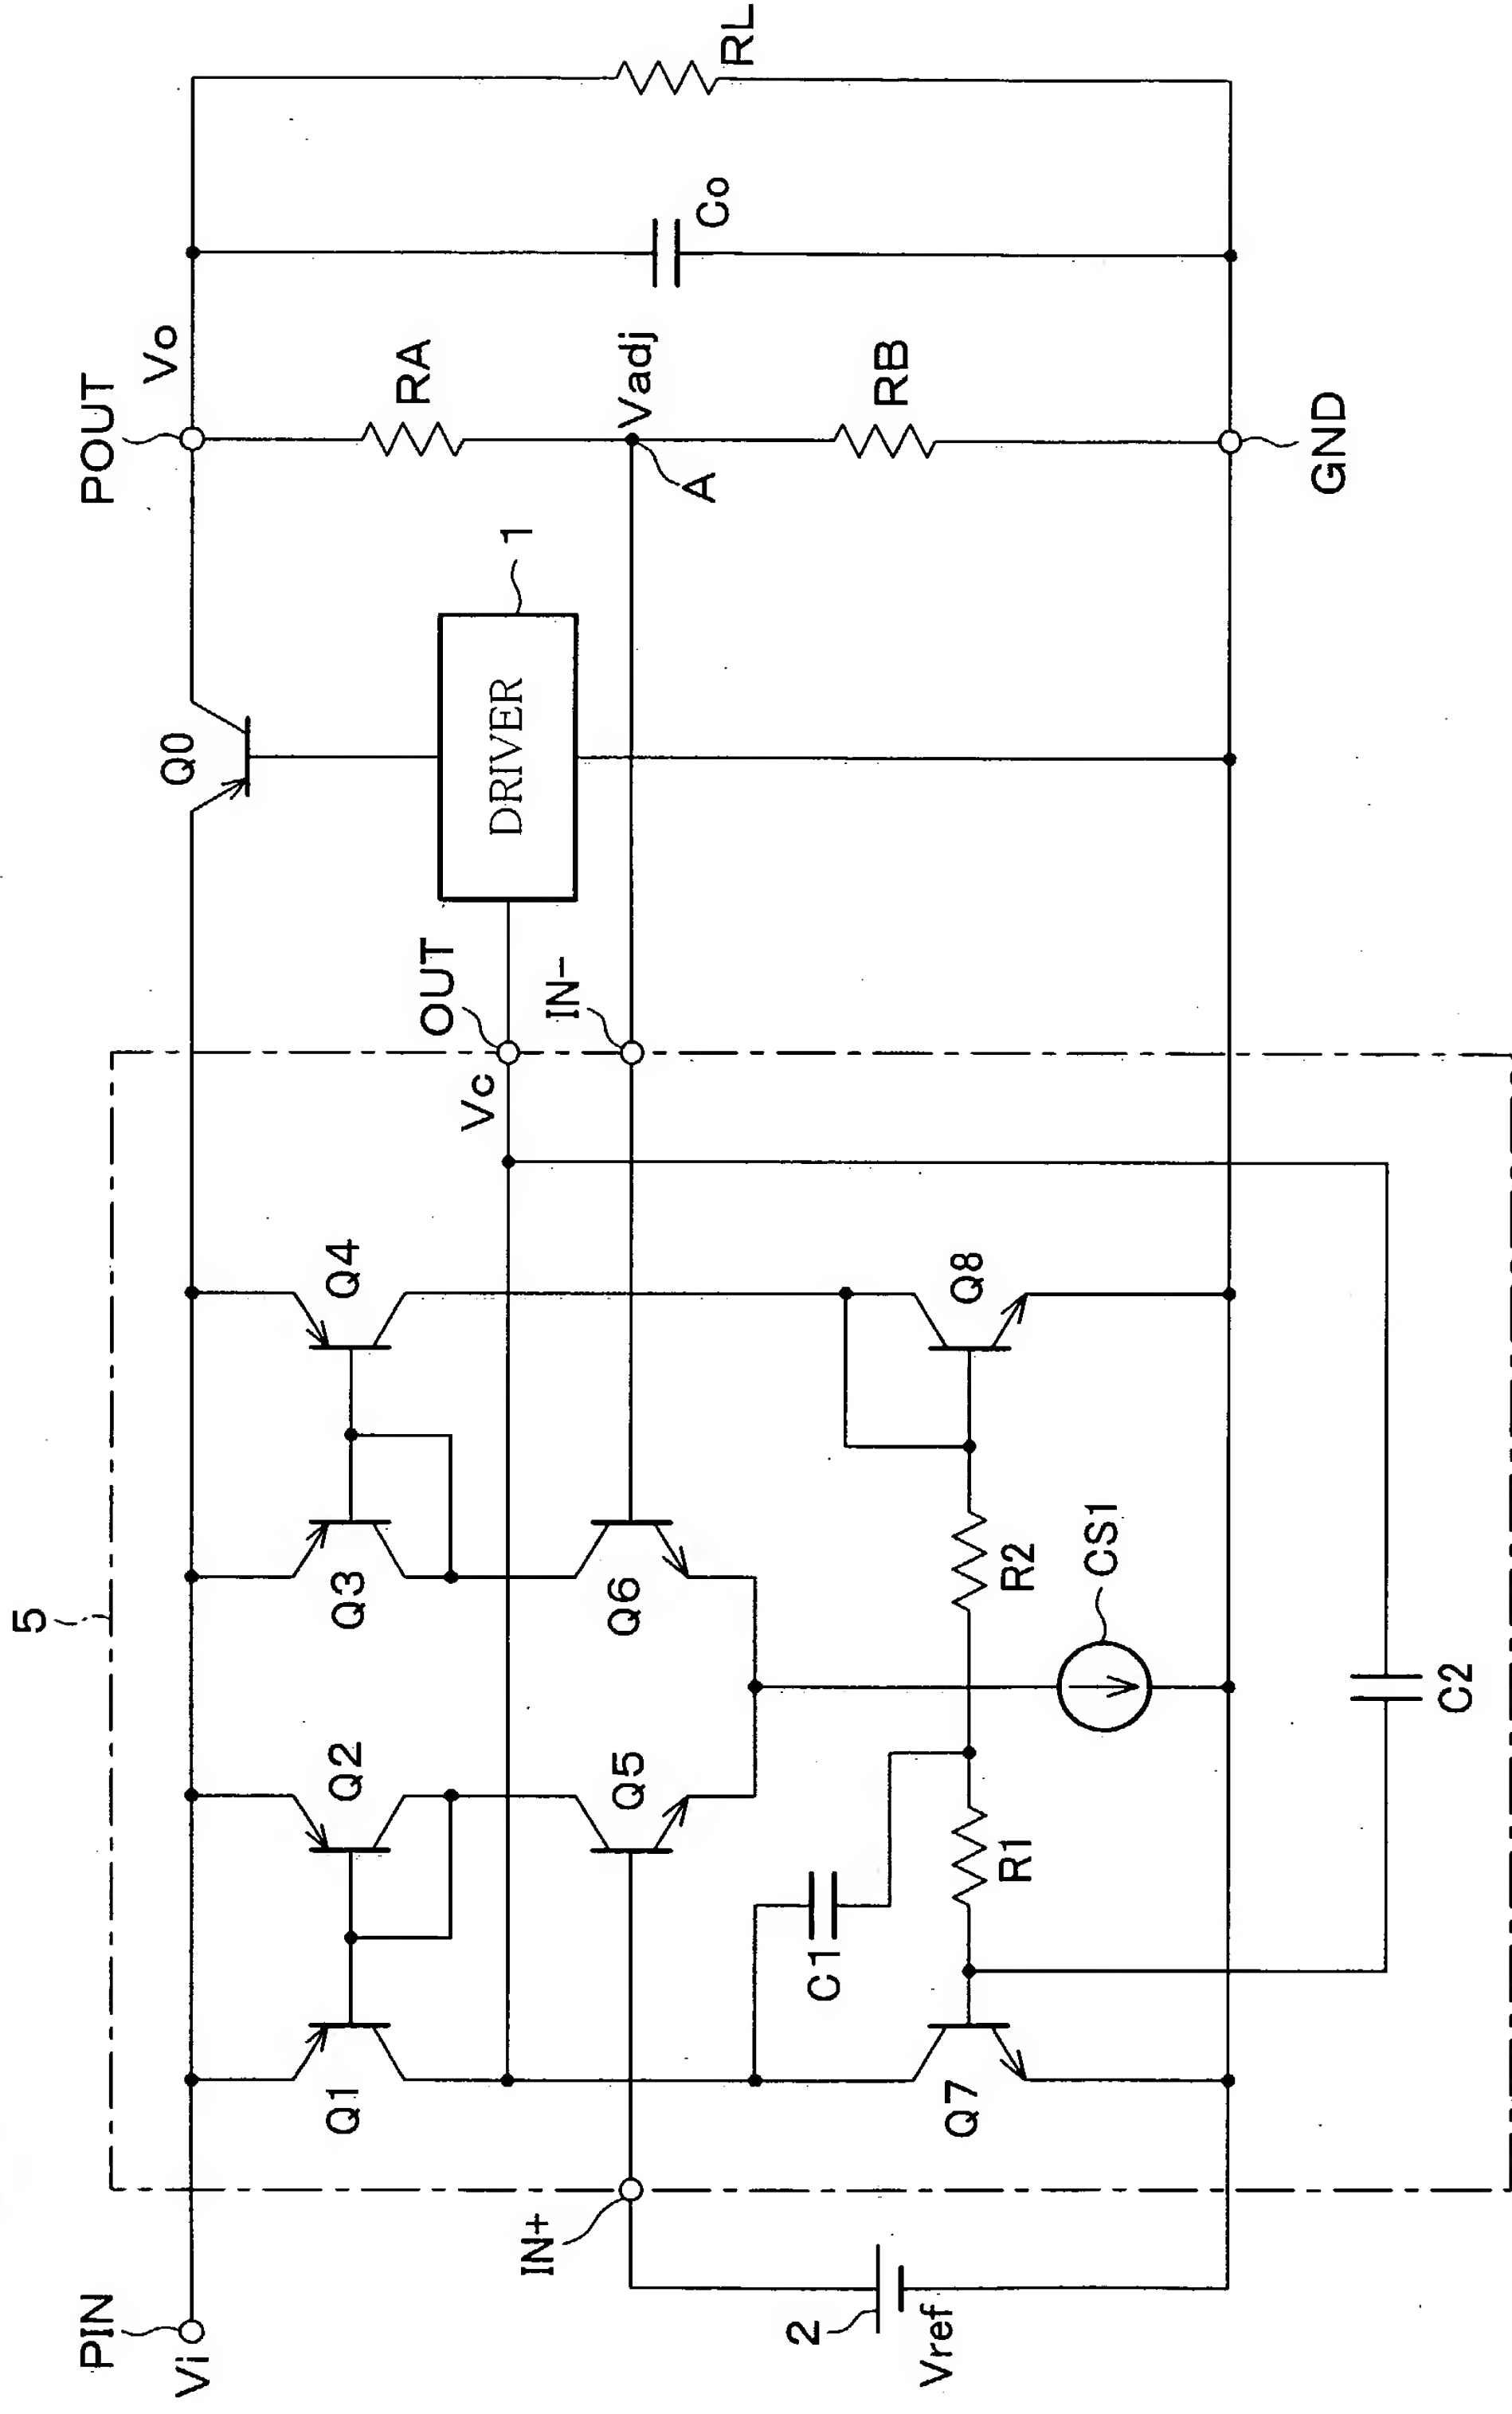 PIN
Vi
5
Q1
Q2
Q3
Q4
Q0
POUT
Vo
RL
Co
RA
Vadj
A
RB
GND
1
DRIVER
OUT
Vc
IN-
IN+
Q5
Q6
C1
R1
R2
Q7
Q8
CS1
C2
2
Vref